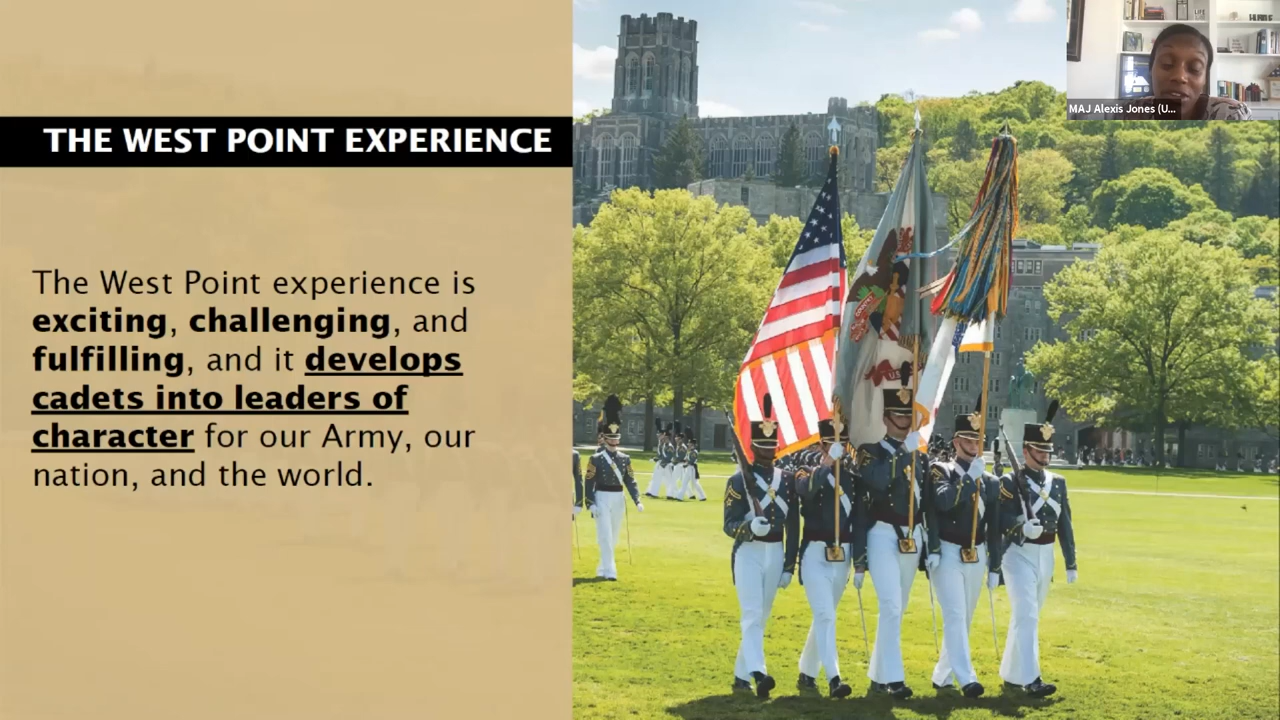 THE WEST POINT EXPERIENCE
The West Point experience is
exciting, challenging, and
fulfilling, and it develops
cadets into leaders of
character for our Army, our
nation, and the world.
MAJ Alexis Jones (U...